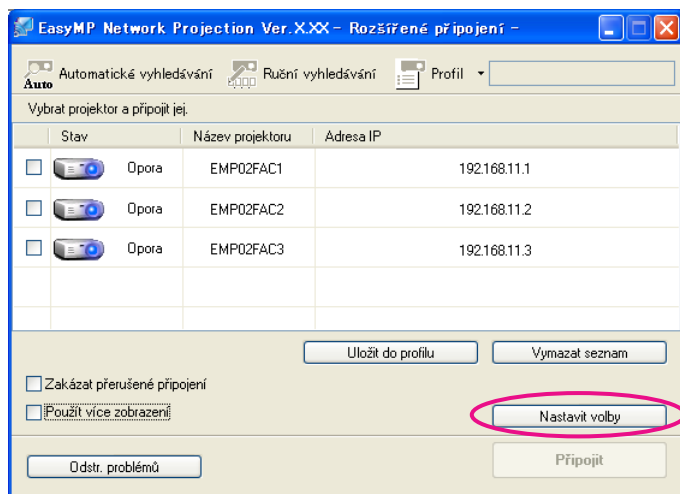 EasyMP Network Projection Ver.X.XX - Rozšířené připojení -
Auto Automatické vyhledávání Ruční vyhledávání Profil
Vybrat projektor a připojit jej.
Stav Název projektoru Adresa IP
Opora EMP02FAC1 192.168.11.1
Opora EMP02FAC2 192.168.11.2
Opora EMP02FAC3 192.168.11.3
Uložit do profilu Vymazat seznam
Zakázat přerušené připojení
Použít více zobrazení
Nastavit volby
Odstr. problémů Připojit